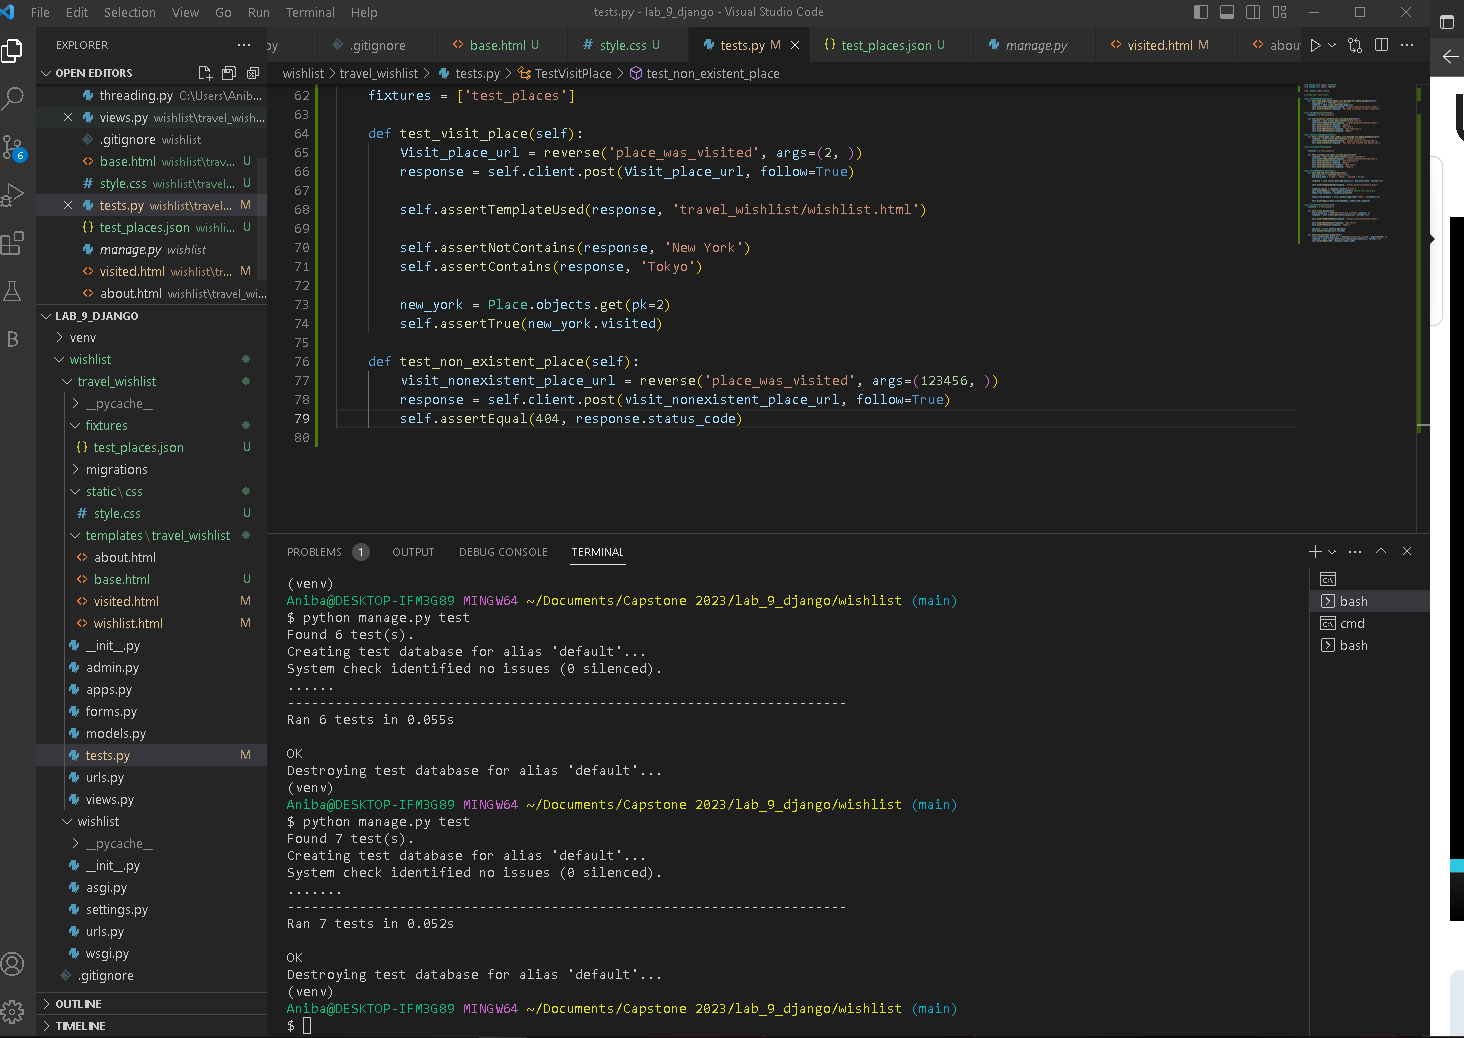 File Edit Selection View Go Run Terminal Help
tests.py - lab_9_django - Visual Studio Code
EXPLORER
py
.gitignore
base.html U
style.css U
tests.py M
test_places.json U
manage.py
visited.html M
abou
wishlist > travel_wishlist > tests.py > TestVisitPlace > test_non_existent_place
OPEN EDITORS
threading.py C:\Users\Anib...
views.py wishlist\travel_wish...
.gitignore wishlist
base.html wishlist\trav... U
style.css wishlist\travel... U
tests.py wishlist\travel... M
test_places.json wishli... U
manage.py wishlist
visited.html wishlist\tr... M
about.html wishlist\travel_wi...
6
LAB_9_DJANGO
venv
wishlist
travel_wishlist
__pycache__
fixtures
test_places.json U
migrations
static\css
style.css U
templates\travel_wishlist
about.html
base.html U
visited.html M
wishlist.html M
__init__.py
admin.py
apps.py
forms.py
models.py
tests.py M
urls.py
views.py
wishlist
__pycache__
__init__.py
asgi.py
settings.py
urls.py
wsgi.py
.gitignore
OUTLINE
TIMELINE
62 fixtures = ['test_places']
63
64 def test_visit_place(self):
65 Visit_place_url = reverse('place_was_visited', args=(2, ))
66 response = self.client.post(Visit_place_url, follow=True)
67
68 self.assertTemplateUsed(response, 'travel_wishlist/wishlist.html')
69
70 self.assertNotContains(response, 'New York')
71 self.assertContains(response, 'Tokyo')
72
73 new_york = Place.objects.get(pk=2)
74 self.assertTrue(new_york.visited)
75
76 def test_non_existent_place(self):
77 visit_nonexistent_place_url = reverse('place_was_visited', args=(123456, ))
78 response = self.client.post(visit_nonexistent_place_url, follow=True)
79 self.assertEqual(404, response.status_code)
80
PROBLEMS 1 OUTPUT DEBUG CONSOLE TERMINAL
(venv)
Aniba@DESKTOP-IFM3G89 MINGW64 ~/Documents/Capstone 2023/lab_9_django/wishlist (main)
$ python manage.py test
Found 6 test(s).
Creating test database for alias 'default'...
System check identified no issues (0 silenced).
......
----------------------------------------------------------------------
Ran 6 tests in 0.055s
OK
Destroying test database for alias 'default'...
(venv)
Aniba@DESKTOP-IFM3G89 MINGW64 ~/Documents/Capstone 2023/lab_9_django/wishlist (main)
$ python manage.py test
Found 7 test(s).
Creating test database for alias 'default'...
System check identified no issues (0 silenced).
.......
----------------------------------------------------------------------
Ran 7 tests in 0.052s
OK
Destroying test database for alias 'default'...
(venv)
Aniba@DESKTOP-IFM3G89 MINGW64 ~/Documents/Capstone 2023/lab_9_django/wishlist (main)
$
bash
cmd
bash